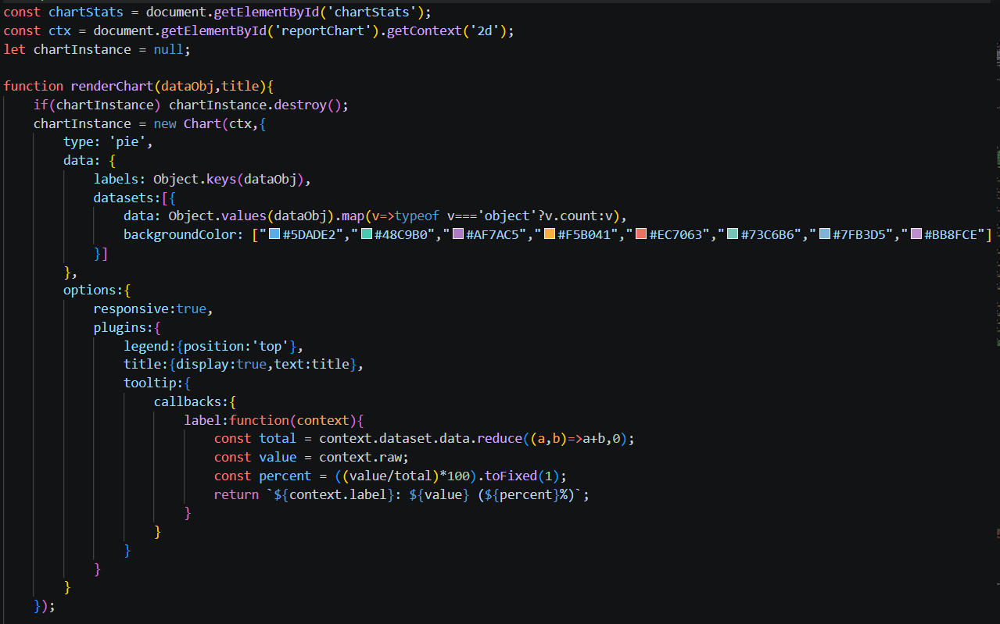 const chartStats = document.getElementById('chartStats');
const ctx = document.getElementById('reportChart').getContext('2d');
let chartInstance = null;

function renderChart(dataObj,title){
    if(chartInstance) chartInstance.destroy();
    chartInstance = new Chart(ctx,{
        type: 'pie',
        data: {
            labels: Object.keys(dataObj),
            datasets:[{
                data: Object.values(dataObj).map(v=>typeof v==='object'?v.count:v),
                backgroundColor: ["#5DADE2","#48C9B0","#AF7AC5","#F5B041","#EC7063","#73C6B6","#7FB3D5","#BB8FCE"]
            }]
        },
        options:{
            responsive:true,
            plugins:{
                legend:{position:'top'},
                title:{display:true,text:title},
                tooltip:{
                    callbacks:{
                        label:function(context){
                            const total = context.dataset.data.reduce((a,b)=>a+b,0);
                            const value = context.raw;
                            const percent = ((value/total)*100).toFixed(1);
                            return `${context.label}: ${value} (${percent}%)`;
                        }
                    }
                }
            }
        }
    });